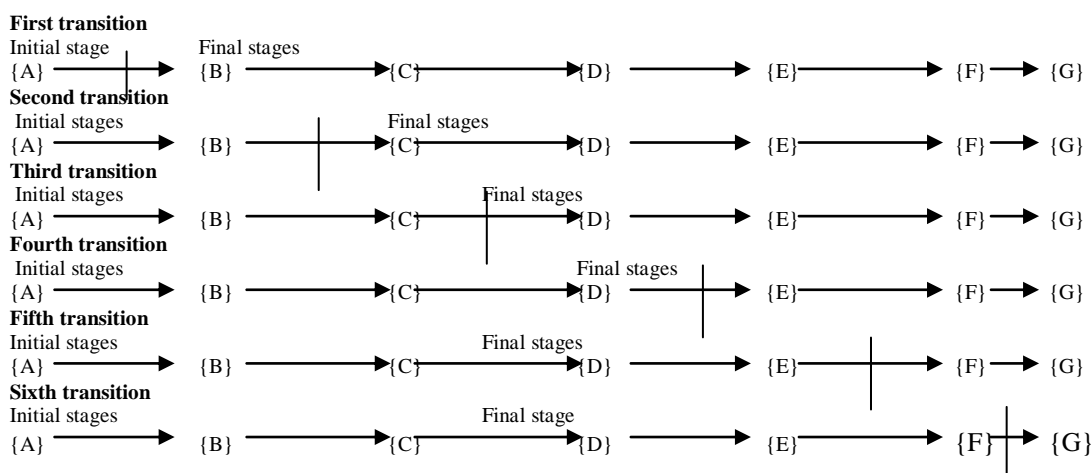 First transition
Initial stage Final stages
{A} {B} {C} {D} {E} {F} {G}
Second transition
Initial stages Final stages
{A} {B} {C} {D} {E} {F} {G}
Third transition
Initial stages Final stages
{A} {B} {C} {D} {E} {F} {G}
Fourth transition
Initial stages Final stages
{A} {B} {C} {D} {E} {F} {G}
Fifth transition
Initial stages Final stages
{A} {B} {C} {D} {E} {F} {G}
Sixth transition
Initial stages Final stage
{A} {B} {C} {D} {E} {F} {G}